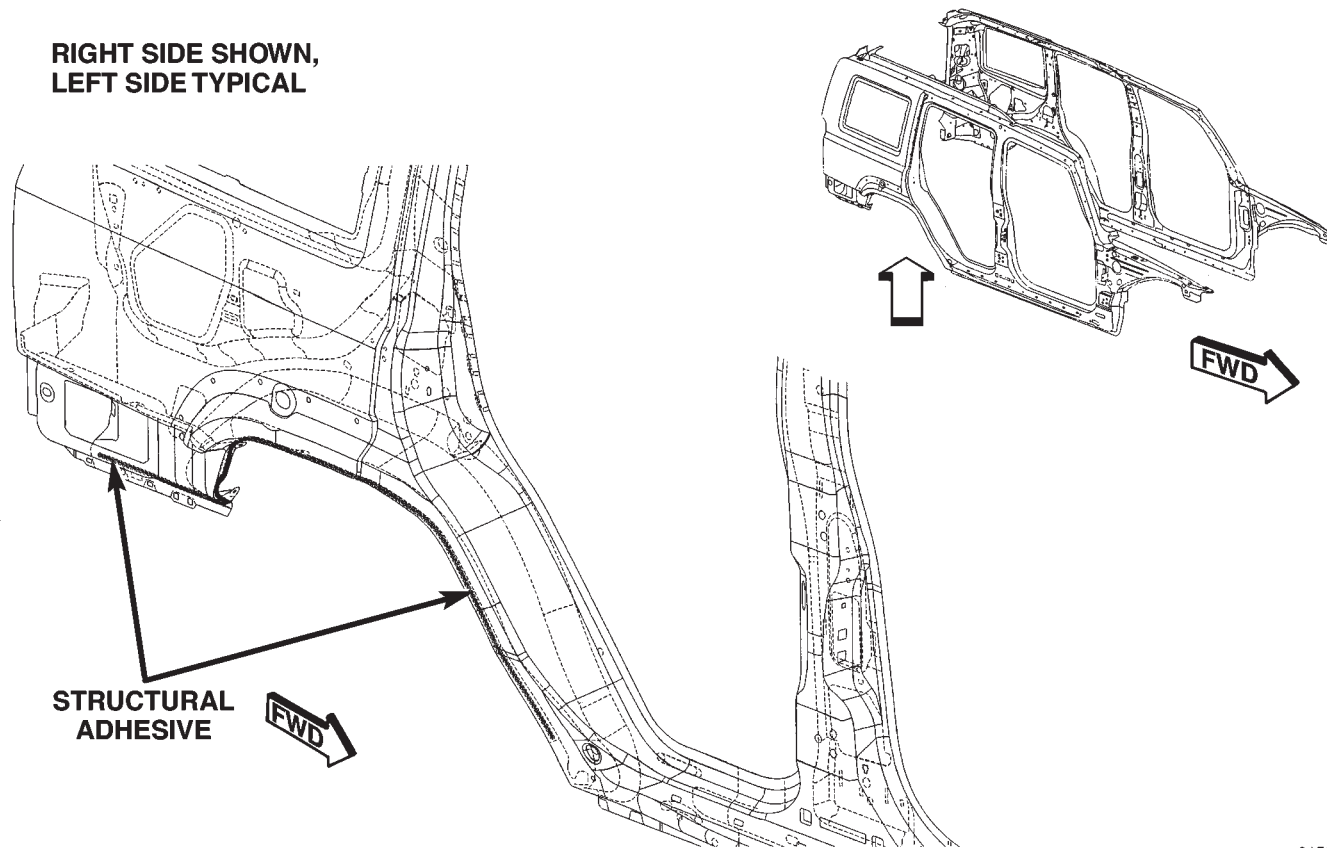 RIGHT SIDE SHOWN,
LEFT SIDE TYPICAL
FWD
STRUCTURAL
ADHESIVE
FWD